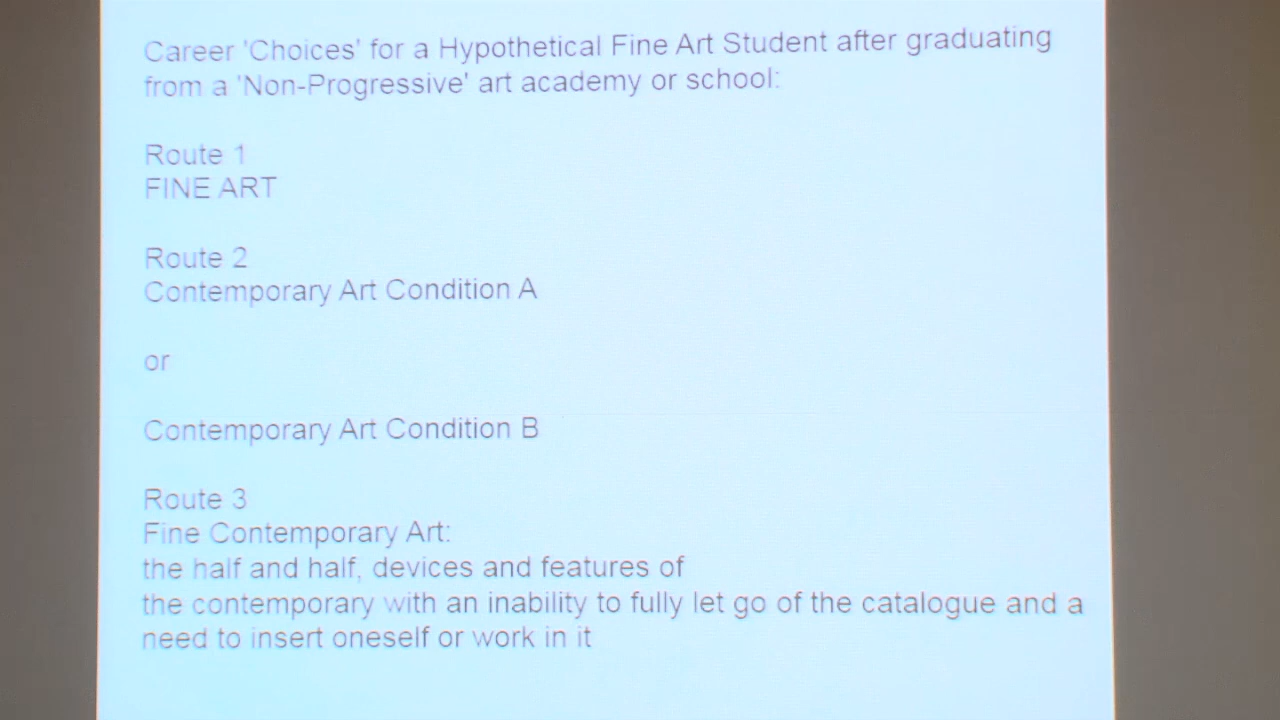 Career 'Choices' for a Hypothetical Fine Art Student after graduating
from a 'Non-Progressive' art academy or school:
Route 1
FINE ART
Route 2
Contemporary Art Condition A
or
Contemporary Art Condition B
Route 3
Fine Contemporary Art:
the half and half, devices and features of
the contemporary with an inability to fully let go of the catalogue and a
need to insert oneself or work in it